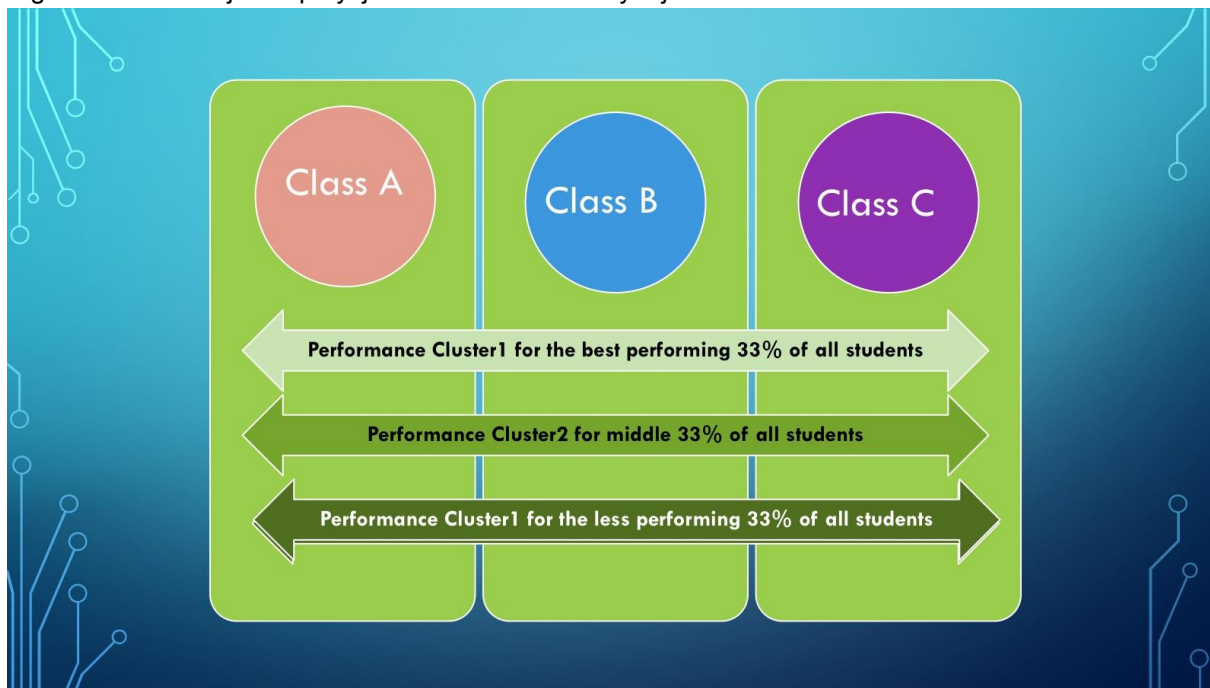 Class A
Class B
Class C
Performance Cluster1 for the best performing 33% of all students
Performance Cluster2 for middle 33% of all students
Performance Cluster1 for the less performing 33% of all students